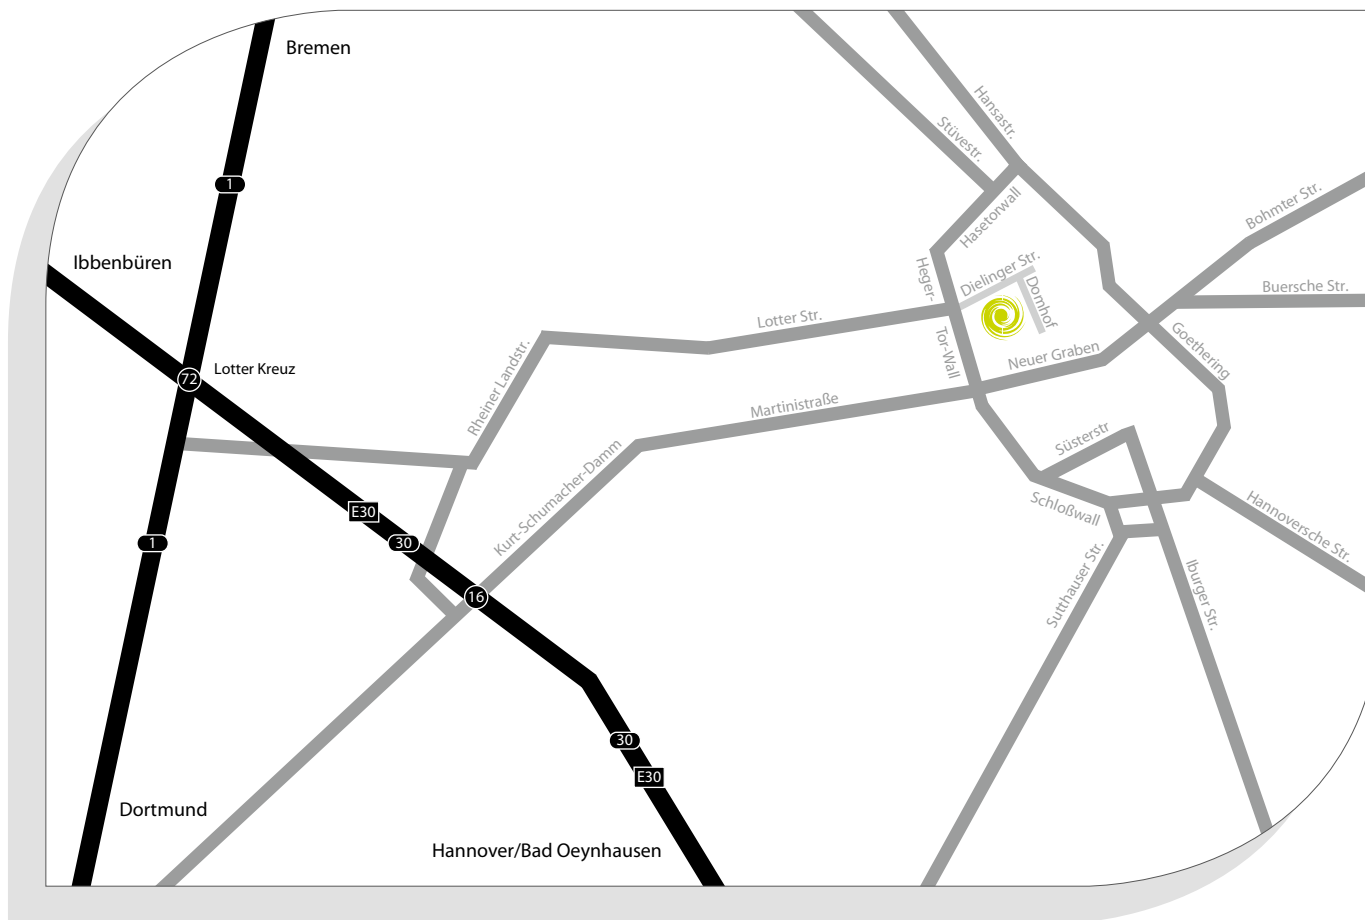 Bremen
Hansastr.
Stüvestr.
1
Bohmter Str.
Hasetorwall
Ibbenbüren
Heger-
Dielinger Str.
Buersche Str.
Domhof
Lotter Str.
Tor-Wall
Neuer Graben
Goethering
72
Lotter Kreuz
Rheiner Landstr.
Martinistraße
Süsterstr
Kurt-Schumacher-Damm
E30
30
1
Schloßwall
Hannoversche Str.
Sutthauser Str.
Iburger Str.
16
30
E30
Dortmund
Hannover/Bad Oeynhausen